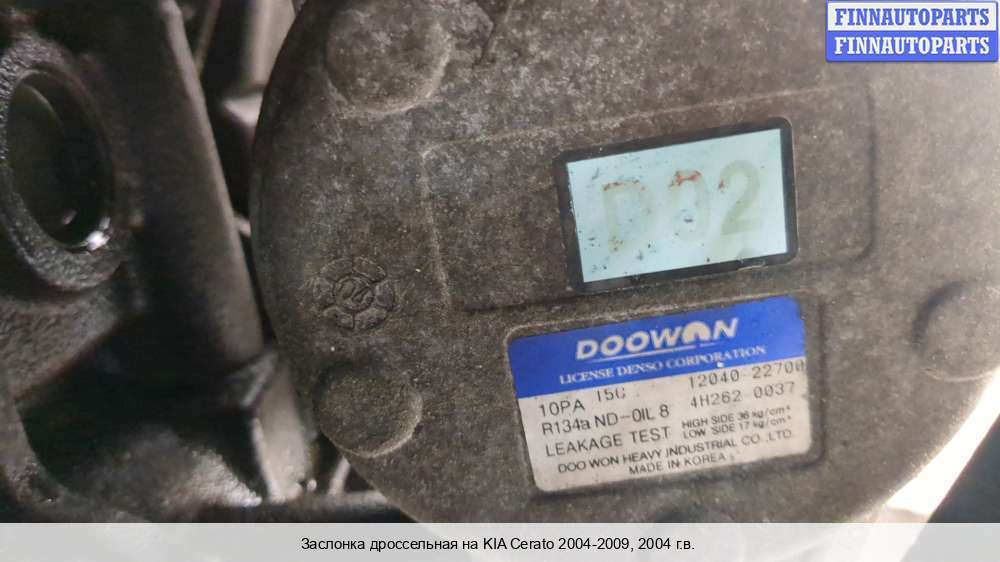 FINNAUTOPARTS
FINNAUTOPARTS
D02
DOOWON
LICENSE DENSO CORPORATION
10PA 15C 12040-22700
R134a ND-OIL 8 4H262 0037
LEAKAGE TEST HIGH SIDE 36 kg/cm²
LOW SIDE 17 kg/cm²
DOO WON HEAVY INDUSTRIAL CO.,LTD.
MADE IN KOREA
Заслонка дроссельная на KIA Cerato 2004-2009, 2004 г.в.